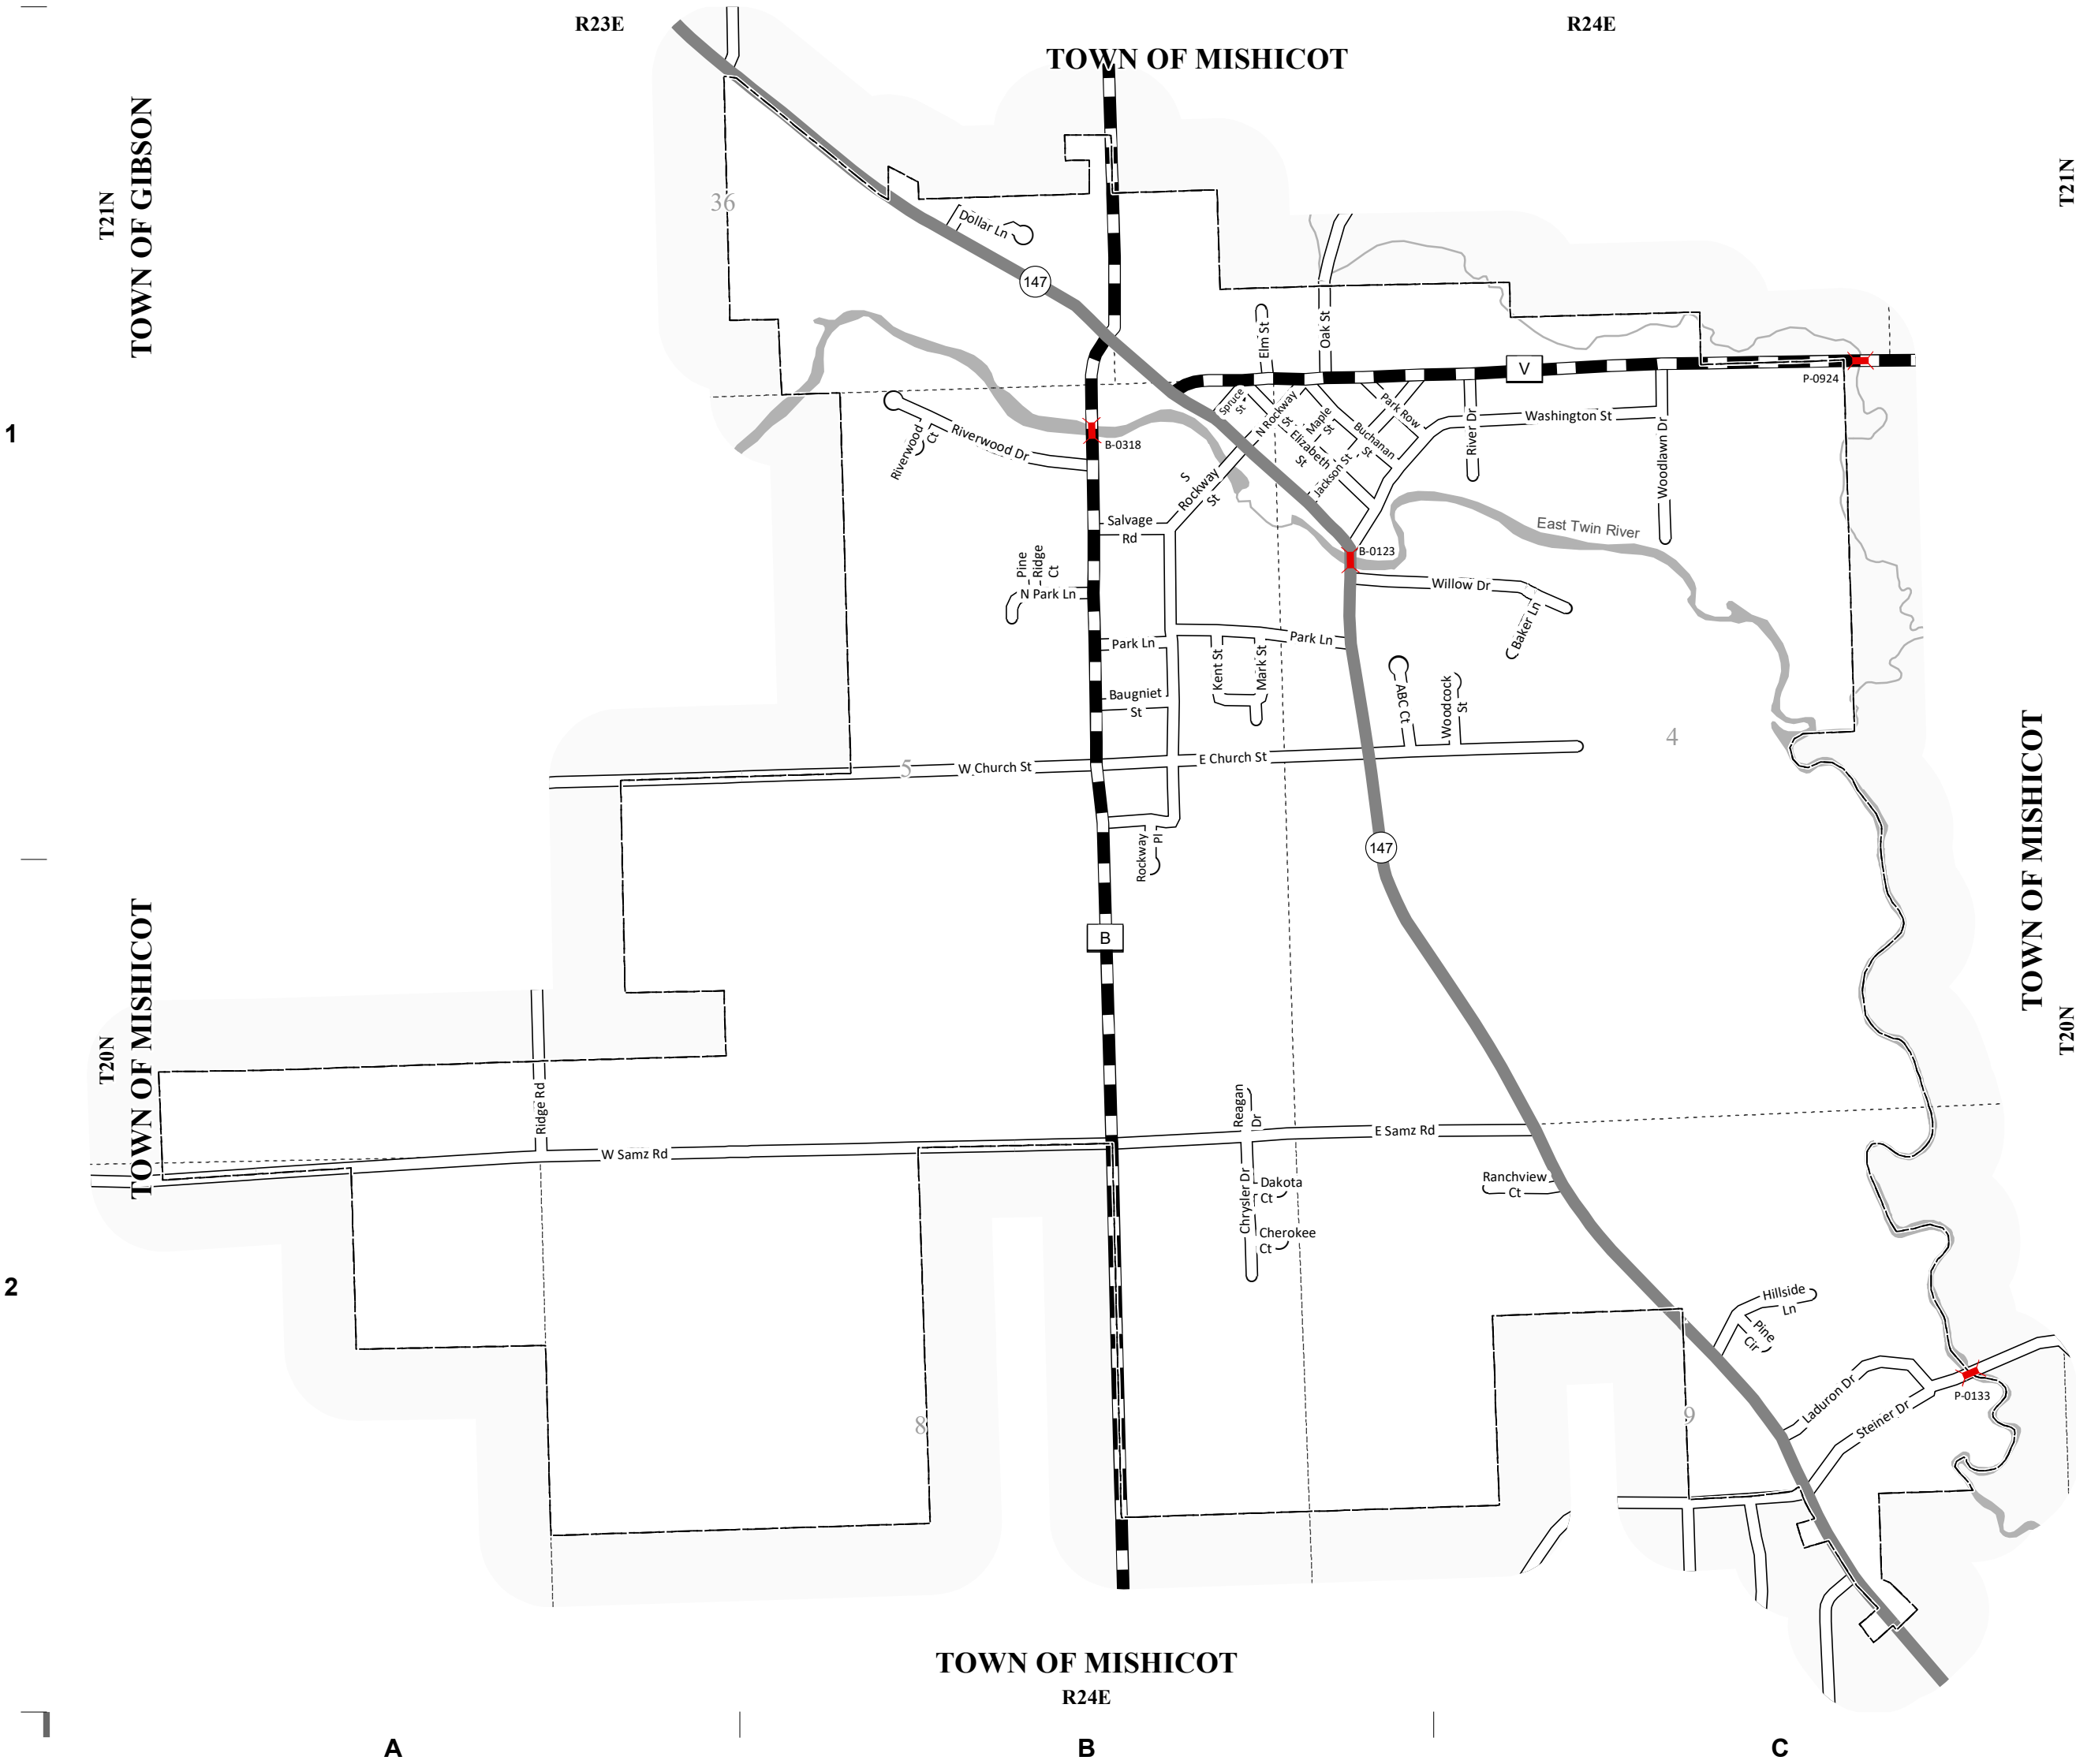 R23E
R24E
TOWN OF MISHICOT
TOWN OF GIBSON
T21N
T21N
36
Dollar Ln
147
Elm St
Oak St
V
P-0924
Spruce
St
N Rockway
St
Maple
St
Park Row
Buchanan
St
Elizabeth
St
Jackson St
River Dr
Washington St
Woodlawn Dr
1
Riverwood
Ct
Riverwood Dr
B-0318
S
Rockway
St
Salvage
Rd
East Twin River
B-0123
Pine
Ridge
Ct
N Park Ln
Willow Dr
Baker Ln
Park Ln
Park Ln
Kent St
Mark St
Baugniet
St
ABC Ct
Woodcock
St
4
5
W Church St
E Church St
Rockway
Pl
147
TOWN OF MISHICOT
TOWN OF MISHICOT
B
T20N
T20N
Ridge Rd
Reagan
Dr
W Samz Rd
E Samz Rd
Chrysler Dr
Dakota
Ct
Cherokee
Ct
Ranchview
Ct
2
Hillside
Ln
Pine
Cir
Laduron Dr
Steiner Dr
P-0133
8
9
TOWN OF MISHICOT
R24E
A
B
C